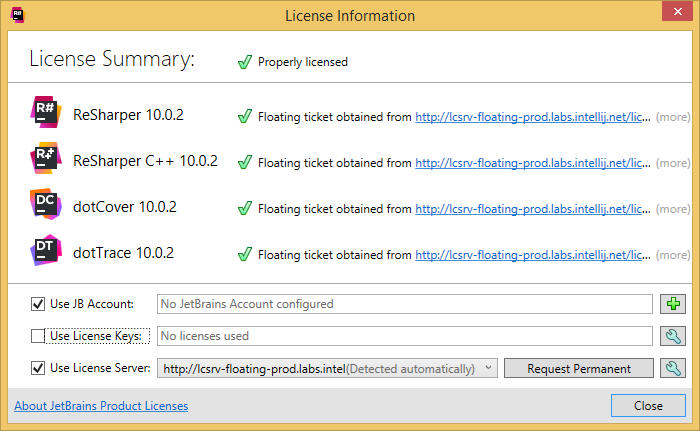 License Information
License Summary: Properly licensed
R# ReSharper 10.0.2 Floating ticket obtained from http://lcsrv-floating-prod.labs.intellij.net/lic... (more)
R+ ReSharper C++ 10.0.2 Floating ticket obtained from http://lcsrv-floating-prod.labs.intellij.net/lic... (more)
DC dotCover 10.0.2 Floating ticket obtained from http://lcsrv-floating-prod.labs.intellij.net/lic... (more)
DT dotTrace 10.0.2 Floating ticket obtained from http://lcsrv-floating-prod.labs.intellij.net/lic... (more)
Use JB Account: No JetBrains Account configured
Use License Keys: No licenses used
Use License Server: http://lcsrv-floating-prod.labs.intel(Detected automatically) Request Permanent
About JetBrains Product Licenses Close